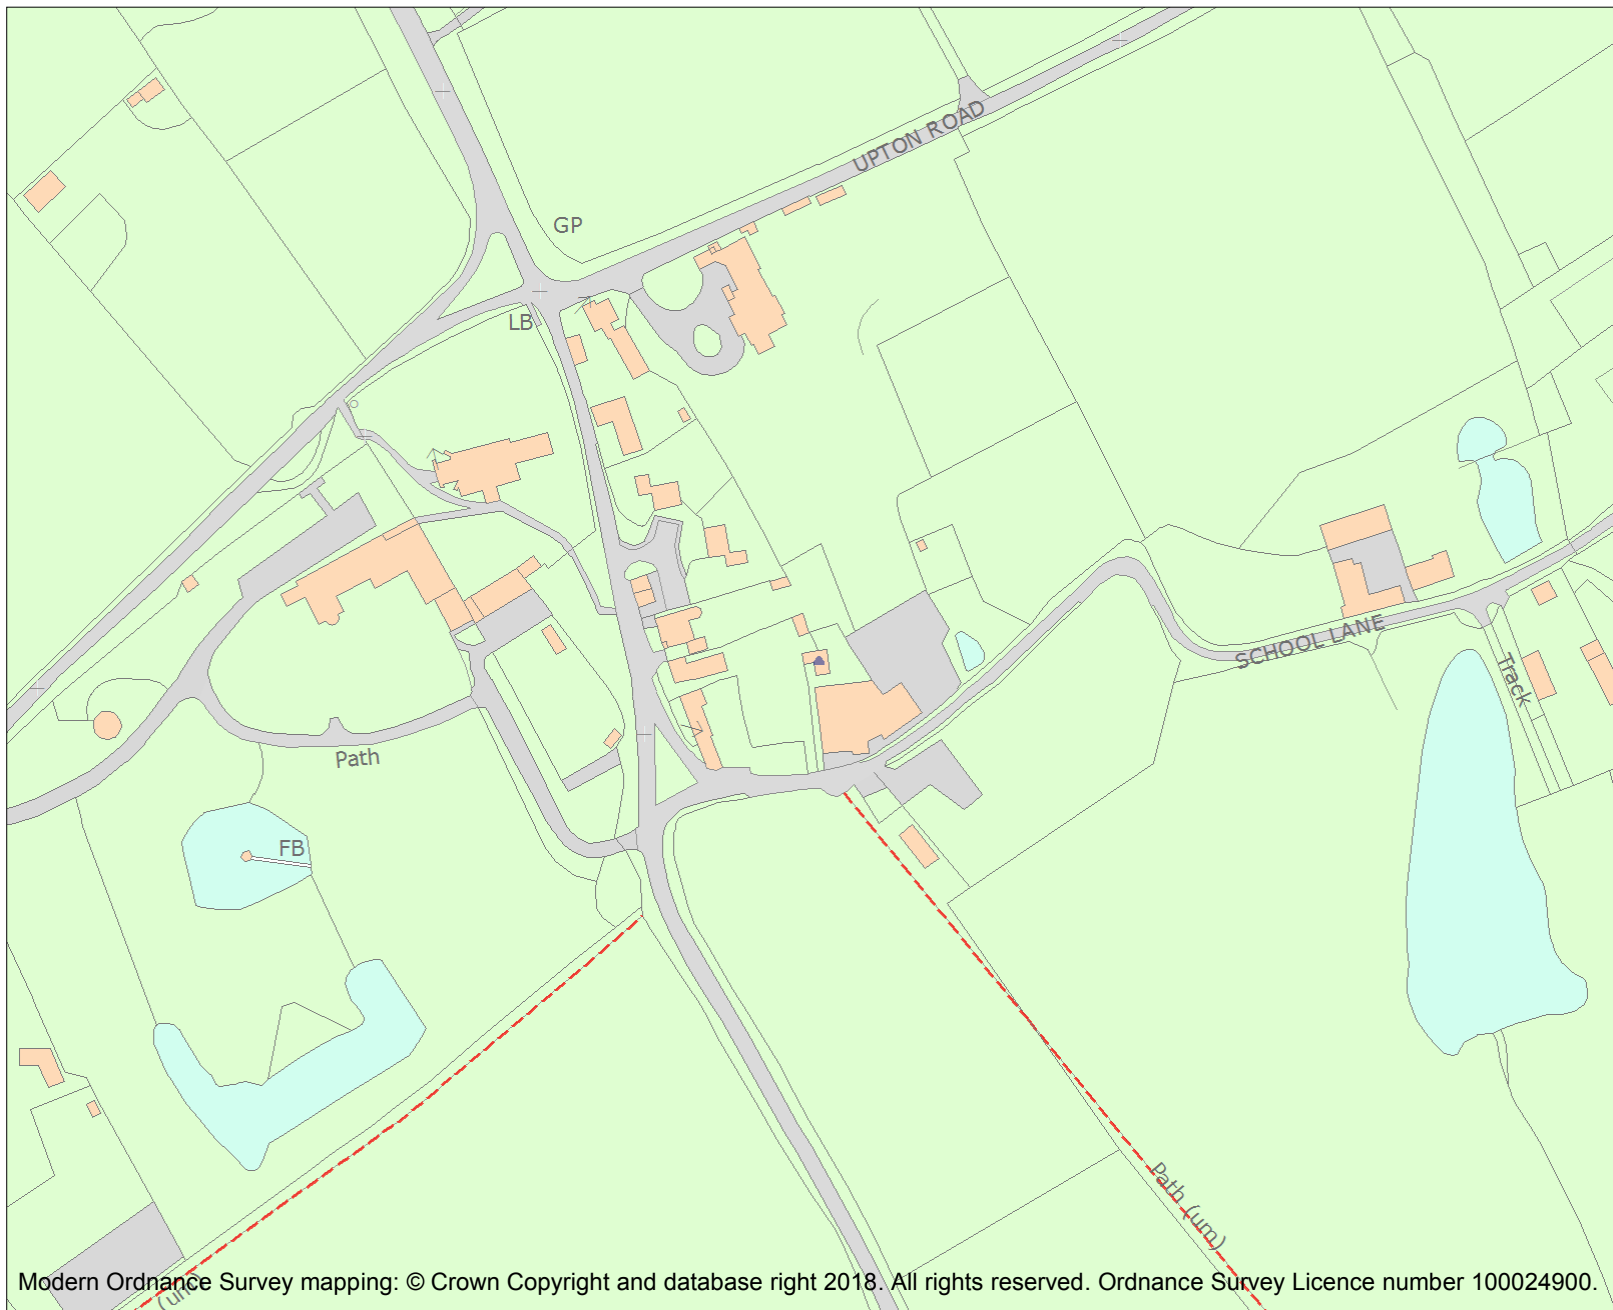 UPTON ROAD
GP
LB
SCHOOL LANE
Track
Path
FB
Path (um)
(um)
Modern Ordnance Survey mapping: © Crown Copyright and database right 2018. All rights reserved. Ordnance Survey Licence number 100024900.